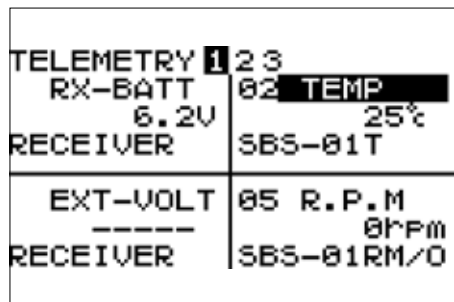 TELEMETRY 1 2 3
RX-BATT
6.2V
RECEIVER
02 TEMP
25℃
SBS-01T
EXT-VOLT
-----
RECEIVER
05 R.P.M
0rpm
SBS-01RM/O